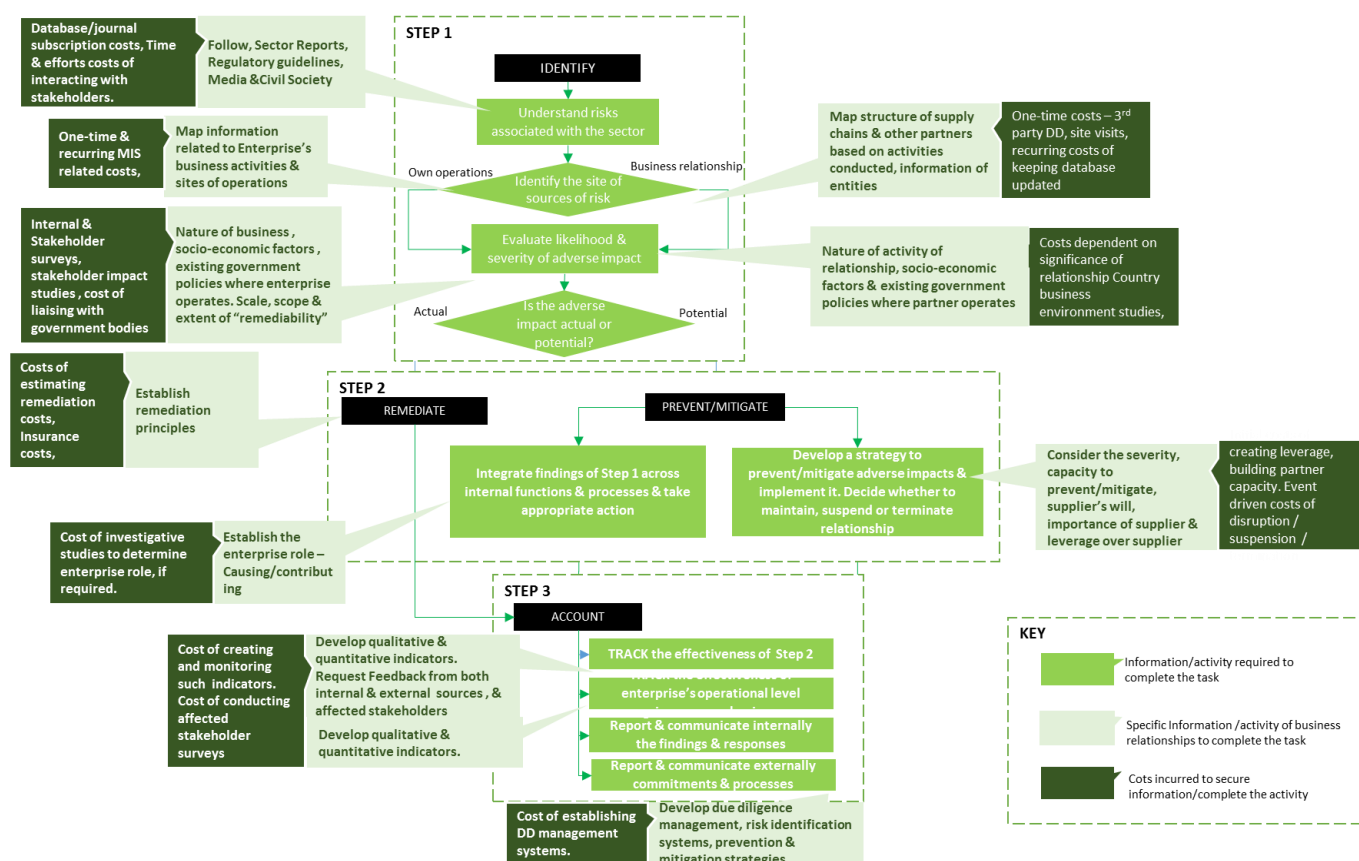 Database/journal
subscription costs, Time
& efforts costs of
interacting with
stakeholders.
Follow, Sector Reports,
Regulatory guidelines,
Media &Civil Society
STEP 1
IDENTIFY
Understand risks
associated with the sector
One-time &
recurring MIS
related costs,
Map information
related to Enterprise's
business activities &
sites of operations
Own operations
Business relationship
Identify the site of
sources of risk
Map structure of supply
chains & other partners
based on activities
conducted, information of
entities
One-time costs – 3rd
party DD, site visits,
recurring costs of
keeping database
updated
Internal &
Stakeholder
surveys,
stakeholder impact
studies , cost of
liaising with
government bodies
Nature of business ,
socio-economic factors ,
existing government
policies where enterprise
operates. Scale, scope &
extent of “remediability”
Evaluate likelihood &
severity of adverse impact
Nature of activity of
relationship, socio-economic
factors & existing government
policies where partner operates
Costs dependent on
significance of
relationship Country
business
environment studies,
Actual
Potential
Is the adverse
impact actual or
potential?
Costs of
estimating
remediation
costs,
Insurance
costs,
Establish
remediation
principles
STEP 2
REMEDIATE
PREVENT/MITIGATE
Integrate findings of Step 1 across
internal functions & processes & take
appropriate action
Develop a strategy to
prevent/mitigate adverse impacts &
implement it. Decide whether to
maintain, suspend or terminate
relationship
Consider the severity,
capacity to
prevent/mitigate,
supplier's will,
importance of supplier &
leverage over supplier
creating leverage,
building partner
capacity. Event
driven costs of
disruption /
suspension /
Cost of investigative
studies to determine
enterprise role, if
required.
Establish the
enterprise role –
Causing/contribut
ing
STEP 3
ACCOUNT
Cost of creating
and monitoring
such indicators.
Cost of conducting
affected
stakeholder
surveys
Develop qualitative &
quantitative indicators.
Request Feedback from both
internal & external sources , &
affected stakeholders
Develop qualitative &
quantitative indicators.
TRACK the effectiveness of Step 2
enterprise's operational level
Report & communicate internally
the findings & responses
Report & communicate externally
commitments & processes
Cost of establishing
DD management
systems.
Develop due diligence
management, risk identification
systems, prevention &
mitigation strategies
KEY
Information/activity required to
complete the task
Specific Information /activity of business
relationships to complete the task
Cots incurred to secure
information/complete the activity